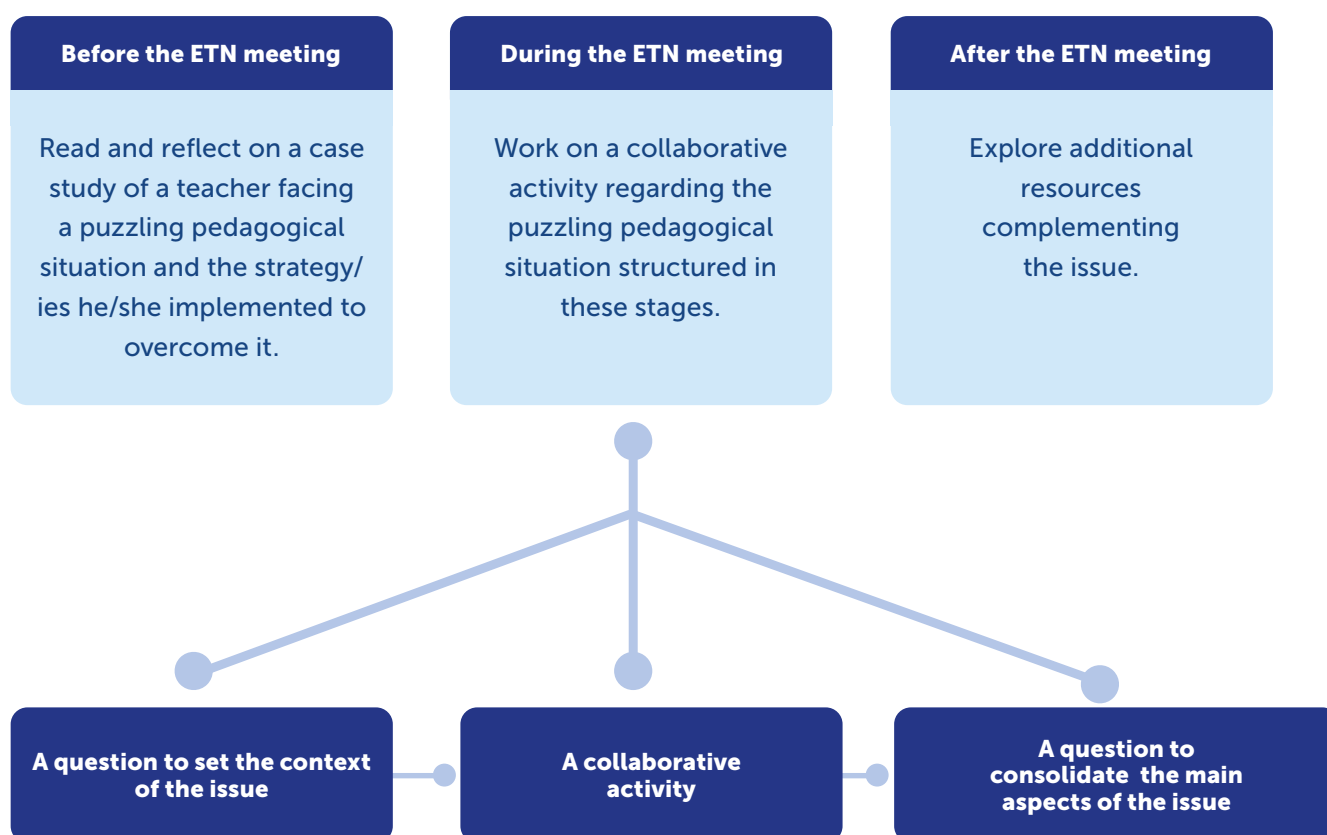 Before the ETN meeting
Read and reflect on a case
study of a teacher facing
a puzzling pedagogical
situation and the strategy/
ies he/she implemented to
overcome it.
During the ETN meeting
Work on a collaborative
activity regarding the
puzzling pedagogical
situation structured in
these stages.
After the ETN meeting
Explore additional
resources
complementing
the issue.
A question to set the context
of the issue
A collaborative
activity
A question to
consolidate the main
aspects of the issue